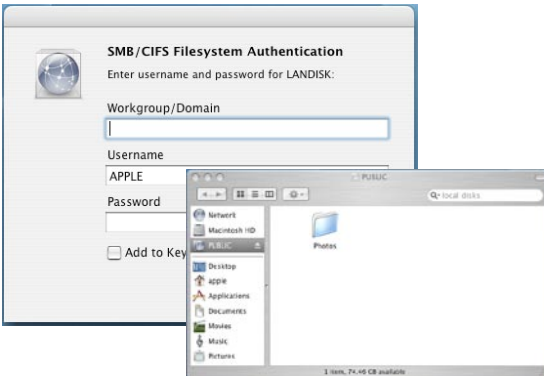 SMB/CIFS Filesystem Authentication
Enter username and password for LANDISK:
Workgroup/Domain
Username
APPLE
Password
Add to Key
PUBLIC
local disks
Network
Macintosh HD
PUBLIC
Desktop
apple
Applications
Documents
Movies
Music
Pictures
Photos
1 item, 74.46 CB available